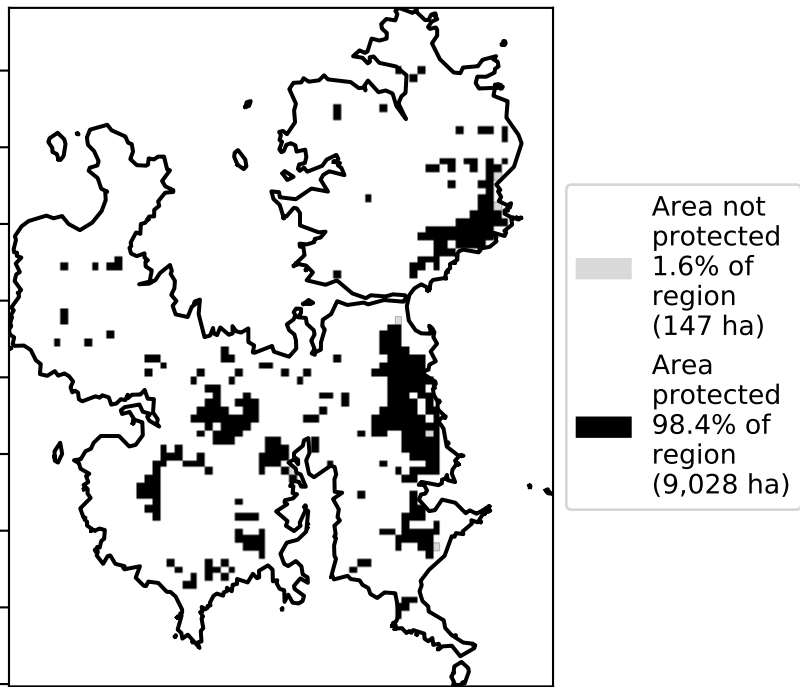 Area not
protected
1.6% of
region
(147 ha)
Area
protected
98.4% of
region
(9,028 ha)